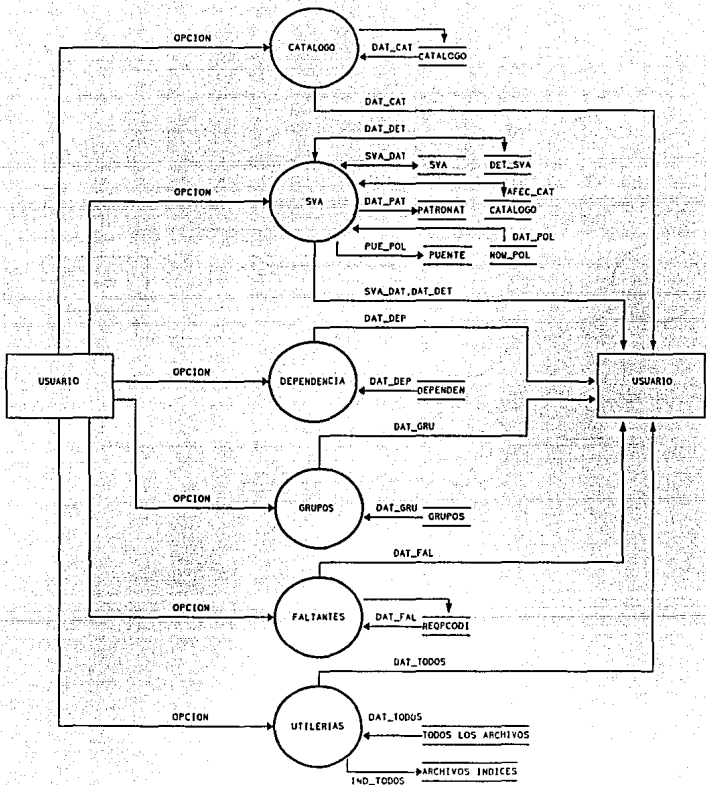 OPCION
CATALOGO
DAT_CAT
CATALOGO
DAT_CAT
DAT_DET
SVA_DAT
SVA
DET_SVA
OPCION
SVA
AFEC_CAT
DAT_PAT
PATRONAT
CATALOGO
DAT_POL
PUE_POL
PUENTE
NOM_POL
SVA_DAT,DAT_DET
DAT_DEP
USUARIO
OPCION
DEPENDENCIA
DAT_DEP
DEPENDEN
USUARIO
DAT_GRU
OPCION
GRUPOS
DAT_GRU
GRUPOS
DAT_FAL
OPCION
FALTANTES
DAT_FAL
REQPCODI
DAT_TODOS
OPCION
UTILERIAS
DAT_TODOS
TODOS LOS ARCHIVOS
ARCHIVOS INDICES
IND_TODOS